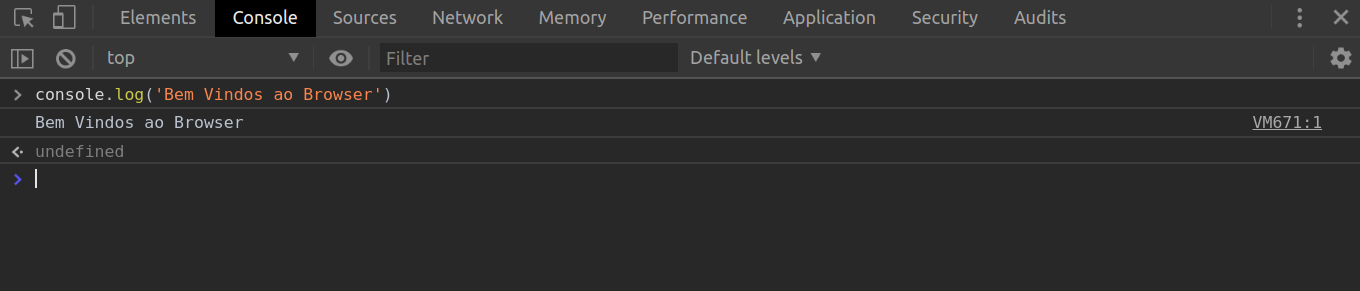 Elements Console Sources Network Memory Performance Application Security Audits
top Filter Default levels
console.log('Bem Vindos ao Browser')
Bem Vindos ao Browser VM671:1
undefined